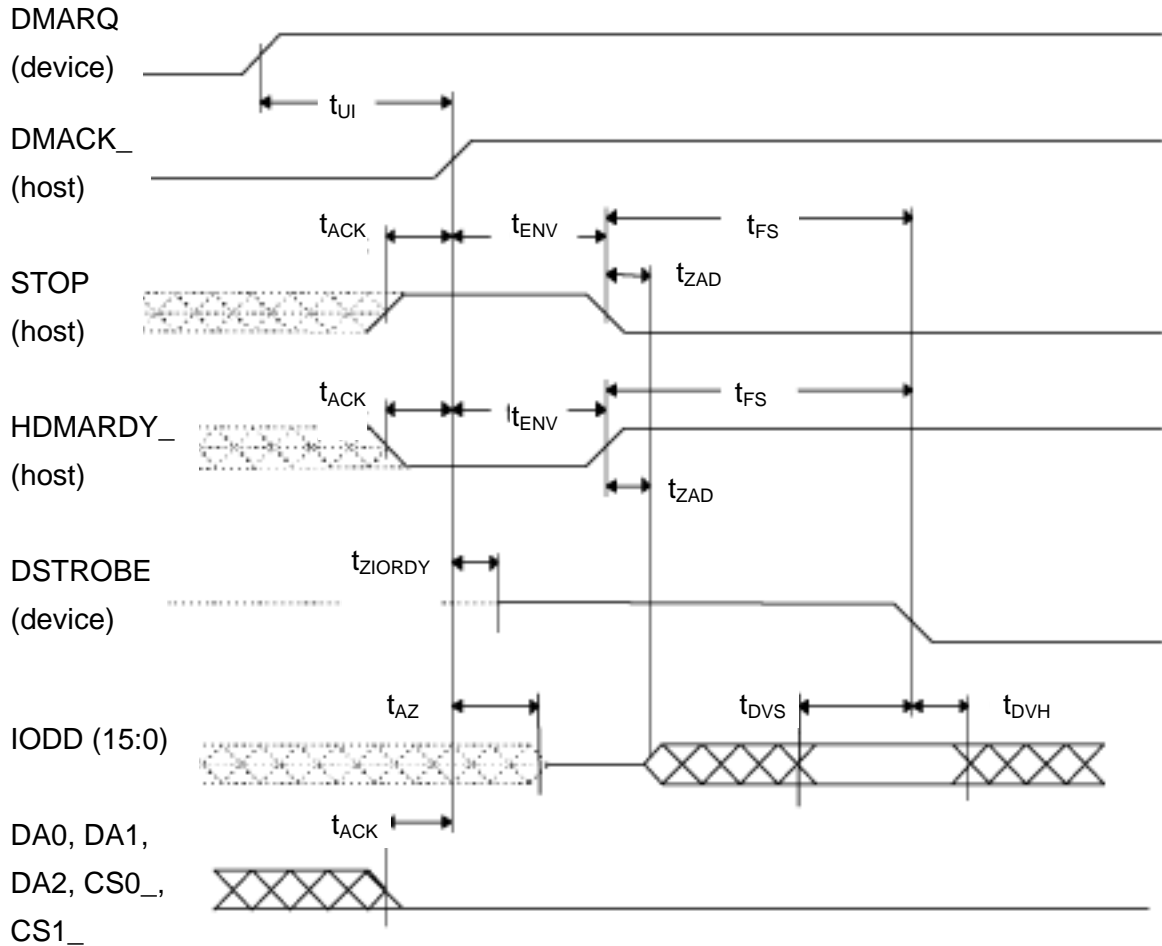 DMARQ
(device)
tUI
DMACK_
(host)
tACK
tENV
tFS
tZAD
STOP
(host)
tACK
tENV
tFS
HDMARDY_
(host)
tZAD
DSTROBE
(device)
tZIORDY
tAZ
tDVS
tDVH
IODD (15:0)
tACK
DA0, DA1,
DA2, CS0_,
CS1_